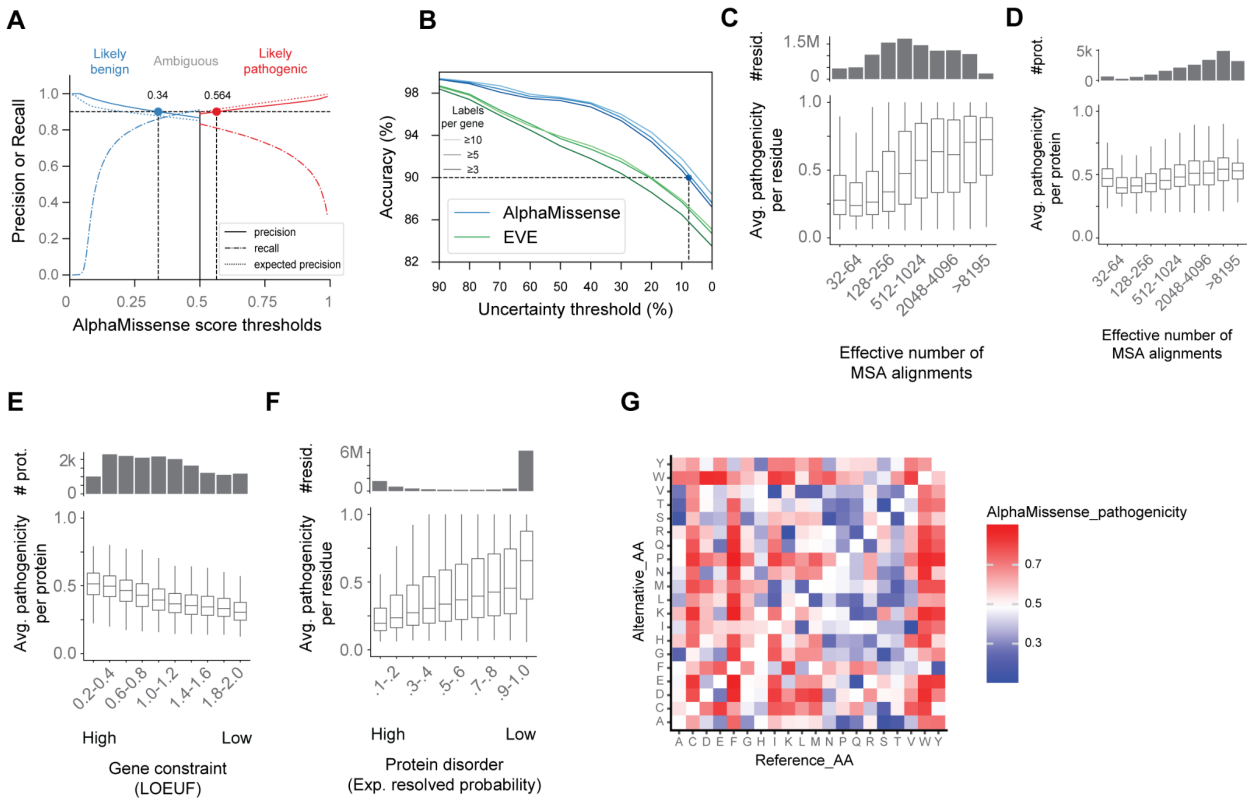 A
Likely
benign
Ambiguous
Likely
pathogenic
0.34
0.564
1.0
0.8
0.6
0.4
0.2
0.0
Precision or Recall
precision
recall
expected precision
0
0.25
0.5
0.75
1
AlphaMissense score thresholds
B
98
94
90
86
82
Accuracy (%)
Labels
per gene
≥10
≥5
≥3
AlphaMissense
EVE
90 80 70 60 50 40 30 20 10 0
Uncertainty threshold (%)
C
#resid.
1.5M
0
Avg. pathogenicity
per residue
1.0
0.5
0
32-64
128-256
512-1024
2048-4096
>8195
Effective number of
MSA alignments
D
#prot.
5k
0
Avg. pathogenicity
per protein
1.0
0.5
0.0
32-64
128-256
512-1024
2048-4096
>8195
Effective number of
MSA alignments
E
# prot.
2k
0
Avg. pathogenicity
per protein
1.0
0.5
0.0
0.2-0.4
0.6-0.8
1.0-1.2
1.4-1.6
1.8-2.0
High
Low
Gene constraint
(LOEUF)
F
#resid.
6M
0
Avg. pathogenicity
per residue
1.0
0.5
0.0
.1-.2
.3-.4
.5-.6
.7-.8
.9-1.0
High
Low
Protein disorder
(Exp. resolved probability)
G
Alternative_AA
Y
W
V
T
S
R
Q
P
N
M
L
K
I
H
G
F
E
D
C
A
A C D E F G H I K L M N P Q R S T V W Y
Reference_AA
AlphaMissense_pathogenicity
0.7
0.5
0.3